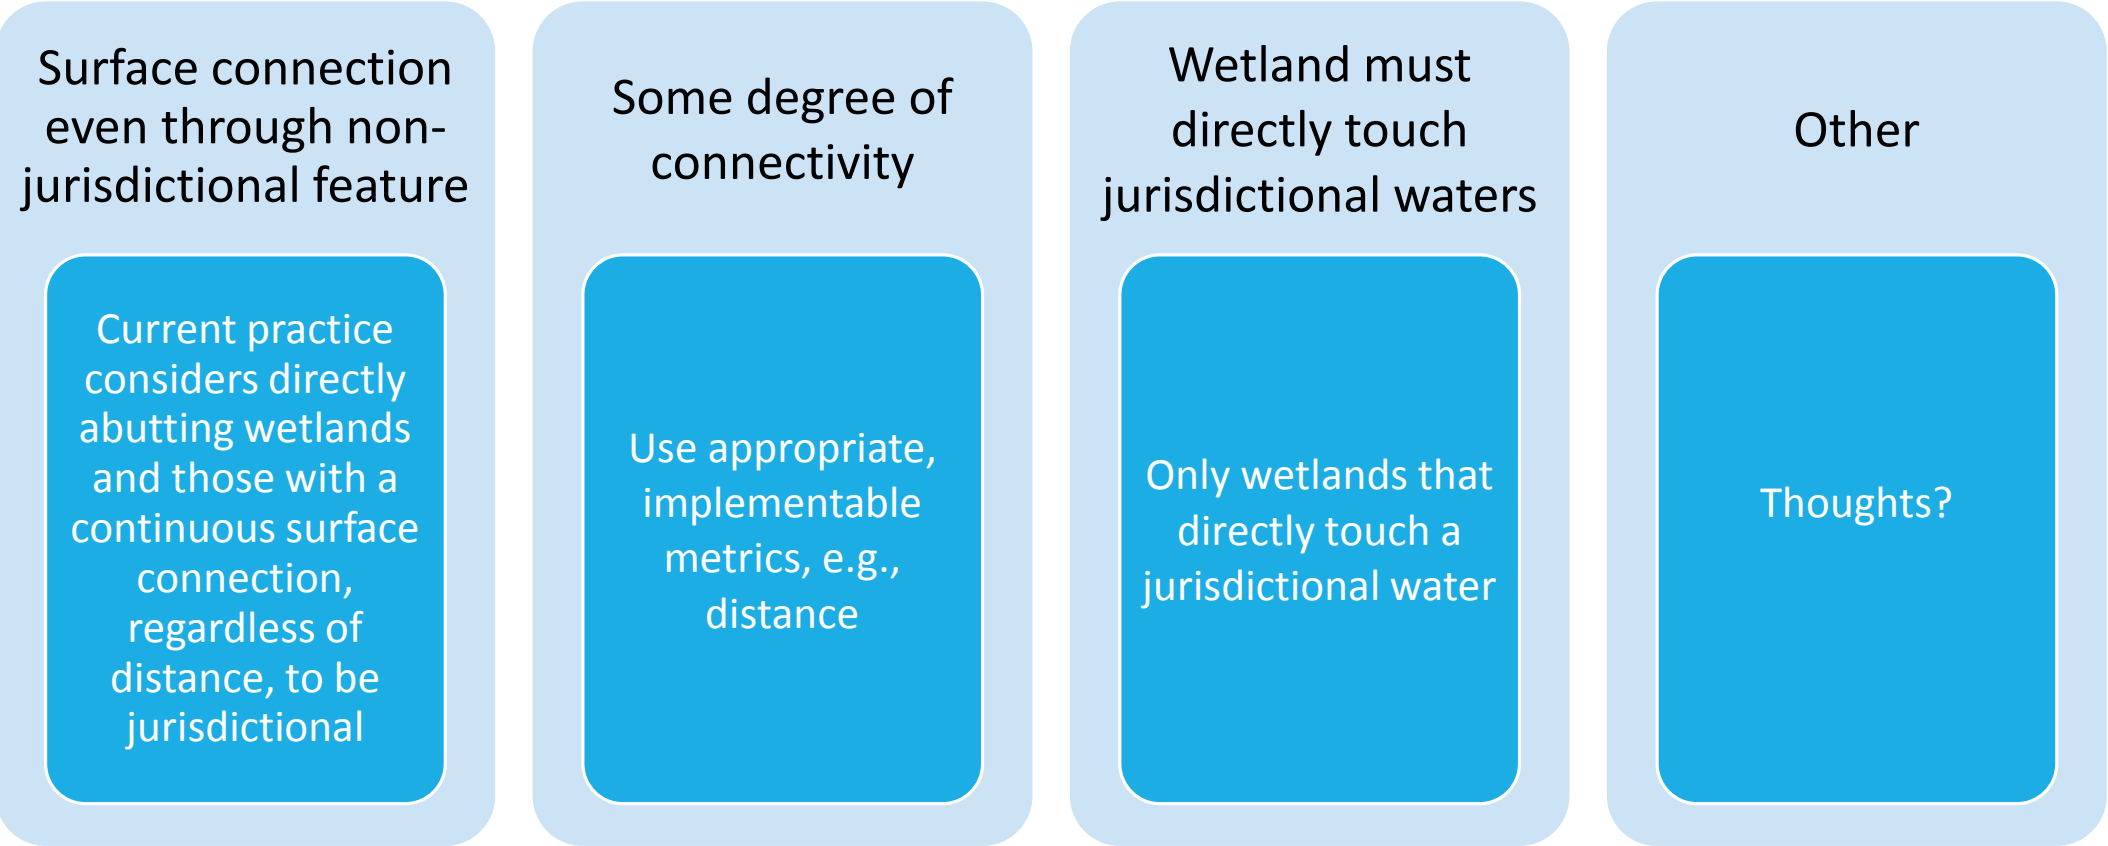 Surface connection
even through non-
jurisdictional feature
Current practice
considers directly
abutting wetlands
and those with a
continuous surface
connection,
regardless of
distance, to be
jurisdictional
Some degree of
connectivity
Use appropriate,
implementable
metrics, e.g.,
distance
Wetland must
directly touch
jurisdictional waters
Only wetlands that
directly touch a
jurisdictional water
Other
Thoughts?